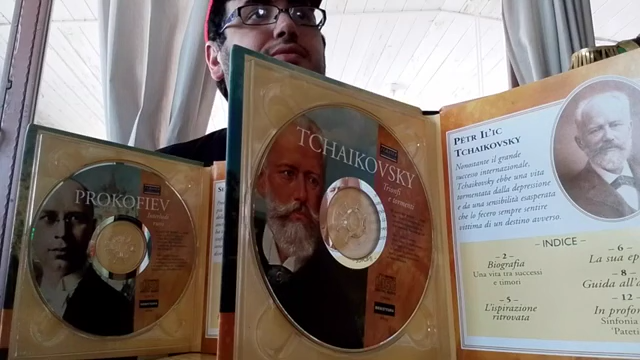 PROKOFIEV
TCHAIKOVSKY
Trionfi
e tormenti
PËTR IL'IC
TCHAIKOVSKY
Nonostante il grande
successo internazionale,
Tchaikovsky ebbe una vita
tormentata dalla depressione
e da una sensibilità esasperata
che lo fecero sempre sentire
vittima di un destino avverso.
- INDICE -
- 2 -
Biografia
Una vita tra successi
e timori
- 5 -
L'ispirazione
ritrovata
- 6 -
La sua ep
- 8 -
Guida all'a
- 12
In profon
Sinfonia
'Pateti